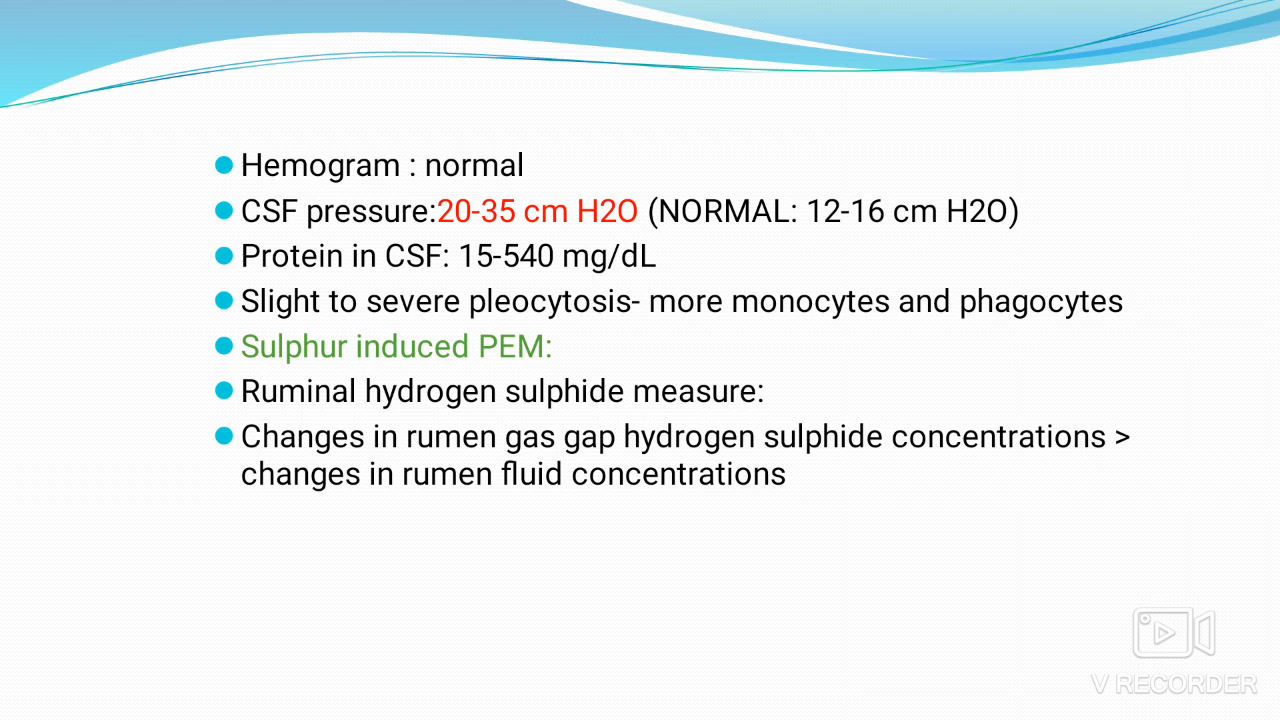 Hemogram : normal
CSF pressure:20-35 cm H2O (NORMAL: 12-16 cm H2O)
Protein in CSF: 15-540 mg/dL
Slight to severe pleocytosis- more monocytes and phagocytes
Sulphur induced PEM:
Ruminal hydrogen sulphide measure:
Changes in rumen gas gap hydrogen sulphide concentrations >
changes in rumen fluid concentrations
V RECORDER